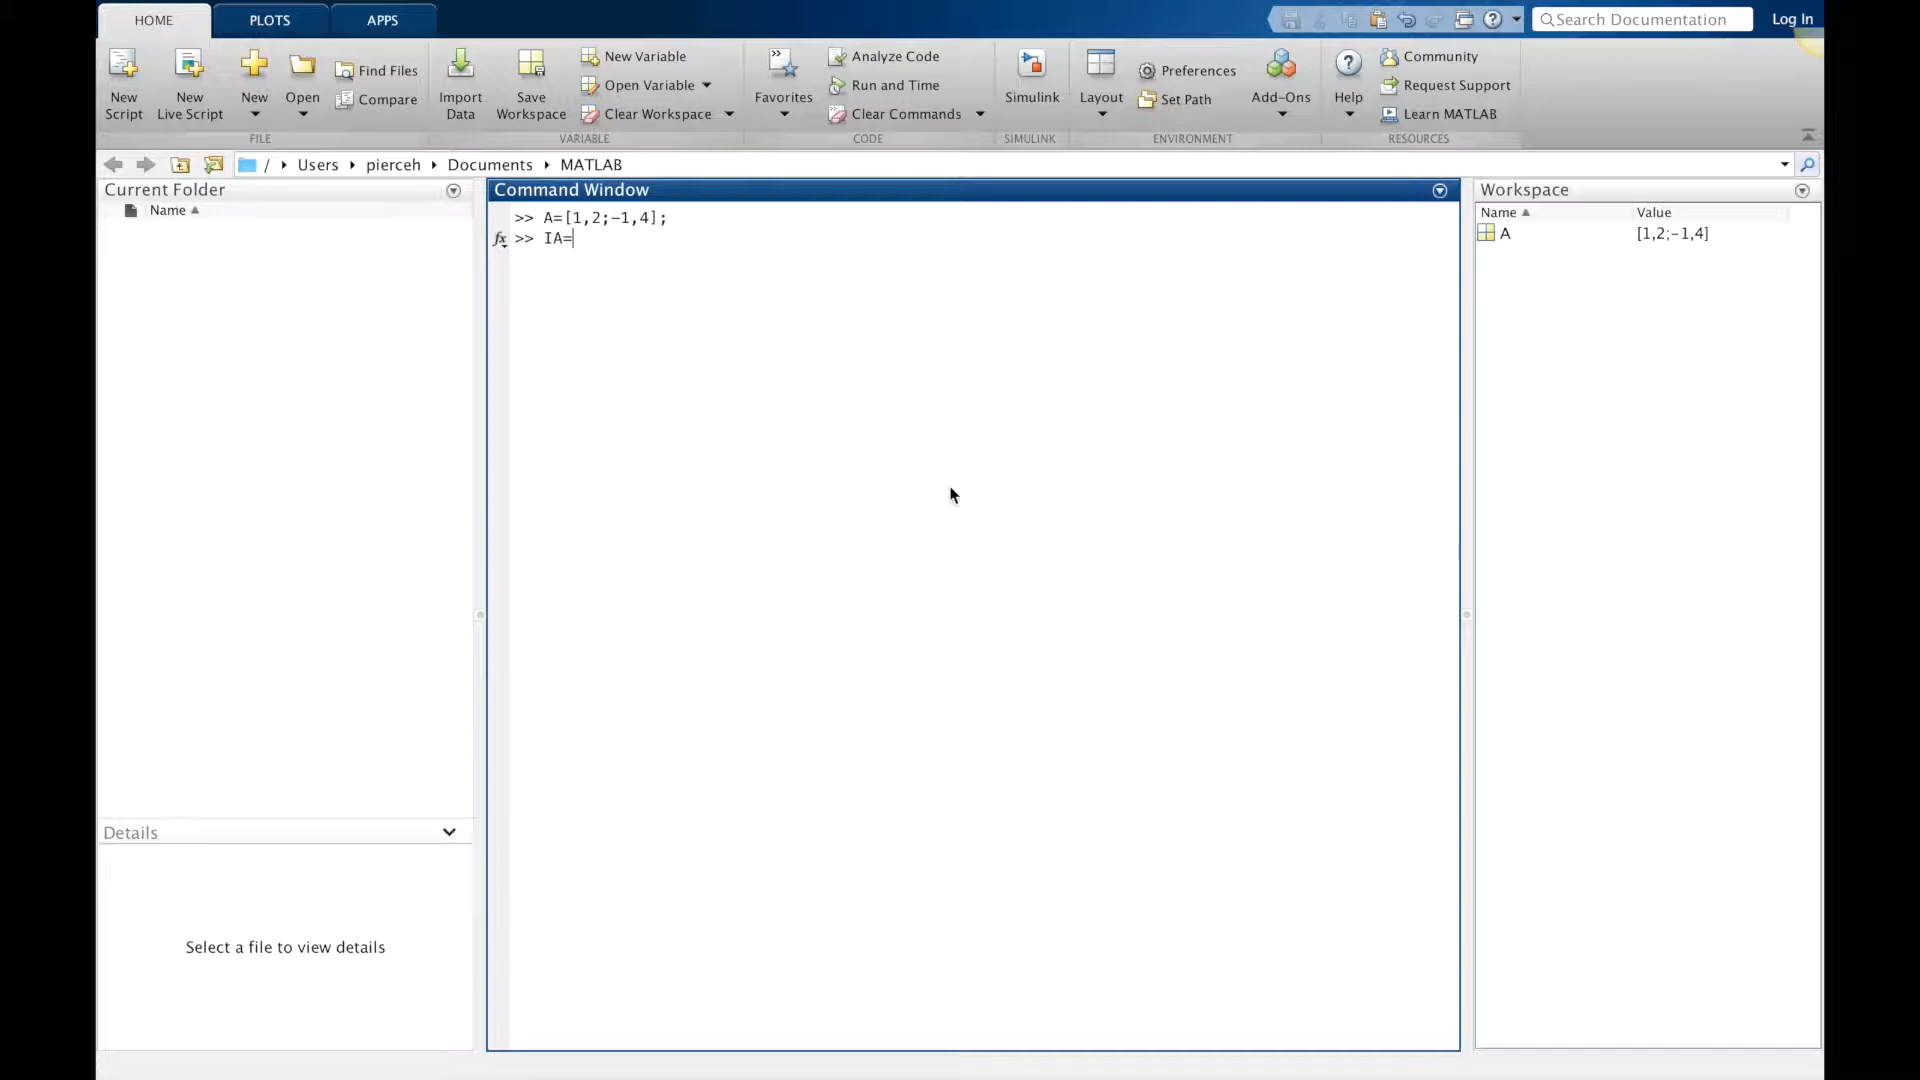 HOME PLOTS APPS Search Documentation Log In
New Script
New Live Script
New
Open
Find Files
Compare
FILE
Import Data
Save Workspace
New Variable
Open Variable
Clear Workspace
VARIABLE
Favorites
Analyze Code
Run and Time
Clear Commands
CODE
Simulink
SIMULINK
Layout
Preferences
Set Path
Add-Ons
ENVIRONMENT
Help
Community
Request Support
Learn MATLAB
RESOURCES
/ Users pierceh Documents MATLAB
Current Folder
Name
Details
Select a file to view details
Command Window
>> A=[1,2;-1,4];
fx >> IA=
Workspace
Name Value
A [1,2;-1,4]